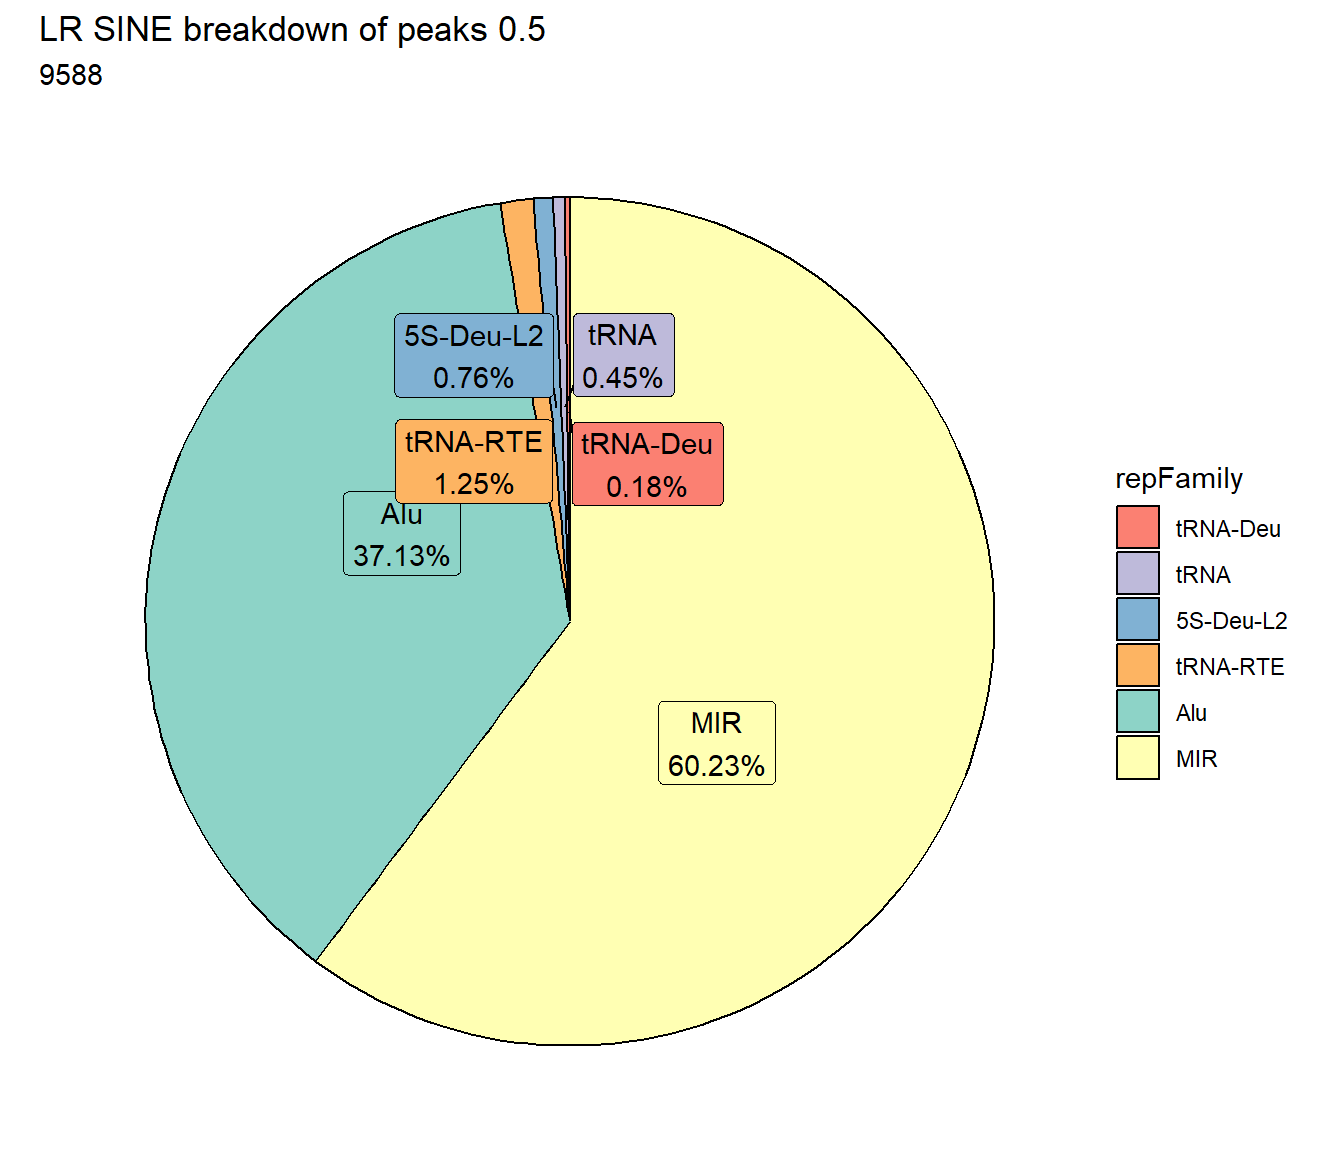 LR SINE breakdown of peaks 0.5
9588
5S-Deu-L2
0.76%
tRNA
0.45%
tRNA-RTE
1.25%
tRNA-Deu
0.18%
Alu
37.13%
MIR
60.23%
repFamily
tRNA-Deu
tRNA
5S-Deu-L2
tRNA-RTE
Alu
MIR